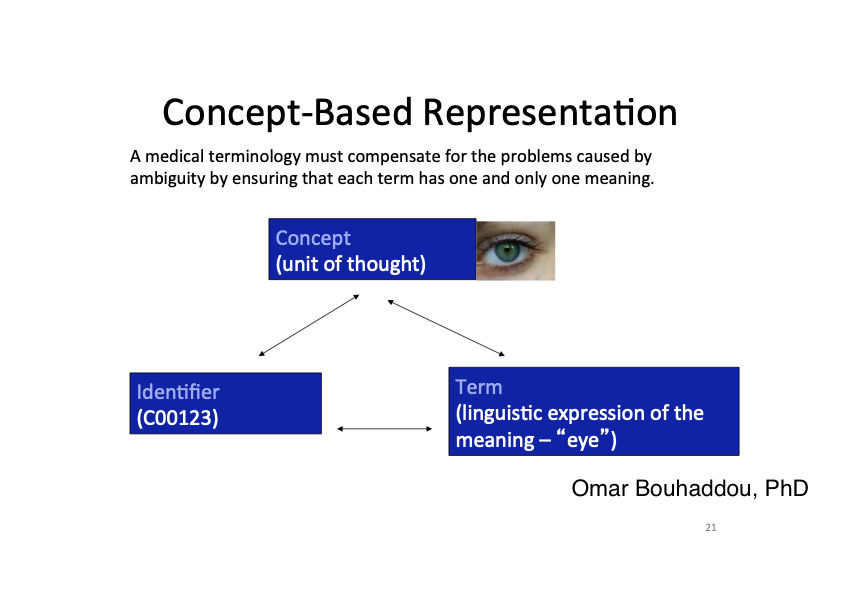 Concept-Based Representation
A medical terminology must compensate for the problems caused by
ambiguity by ensuring that each term has one and only one meaning.
Concept
(unit of thought)
Identifier
(C00123)
Term
(linguistic expression of the
meaning – “eye”)
Omar Bouhaddou, PhD
21